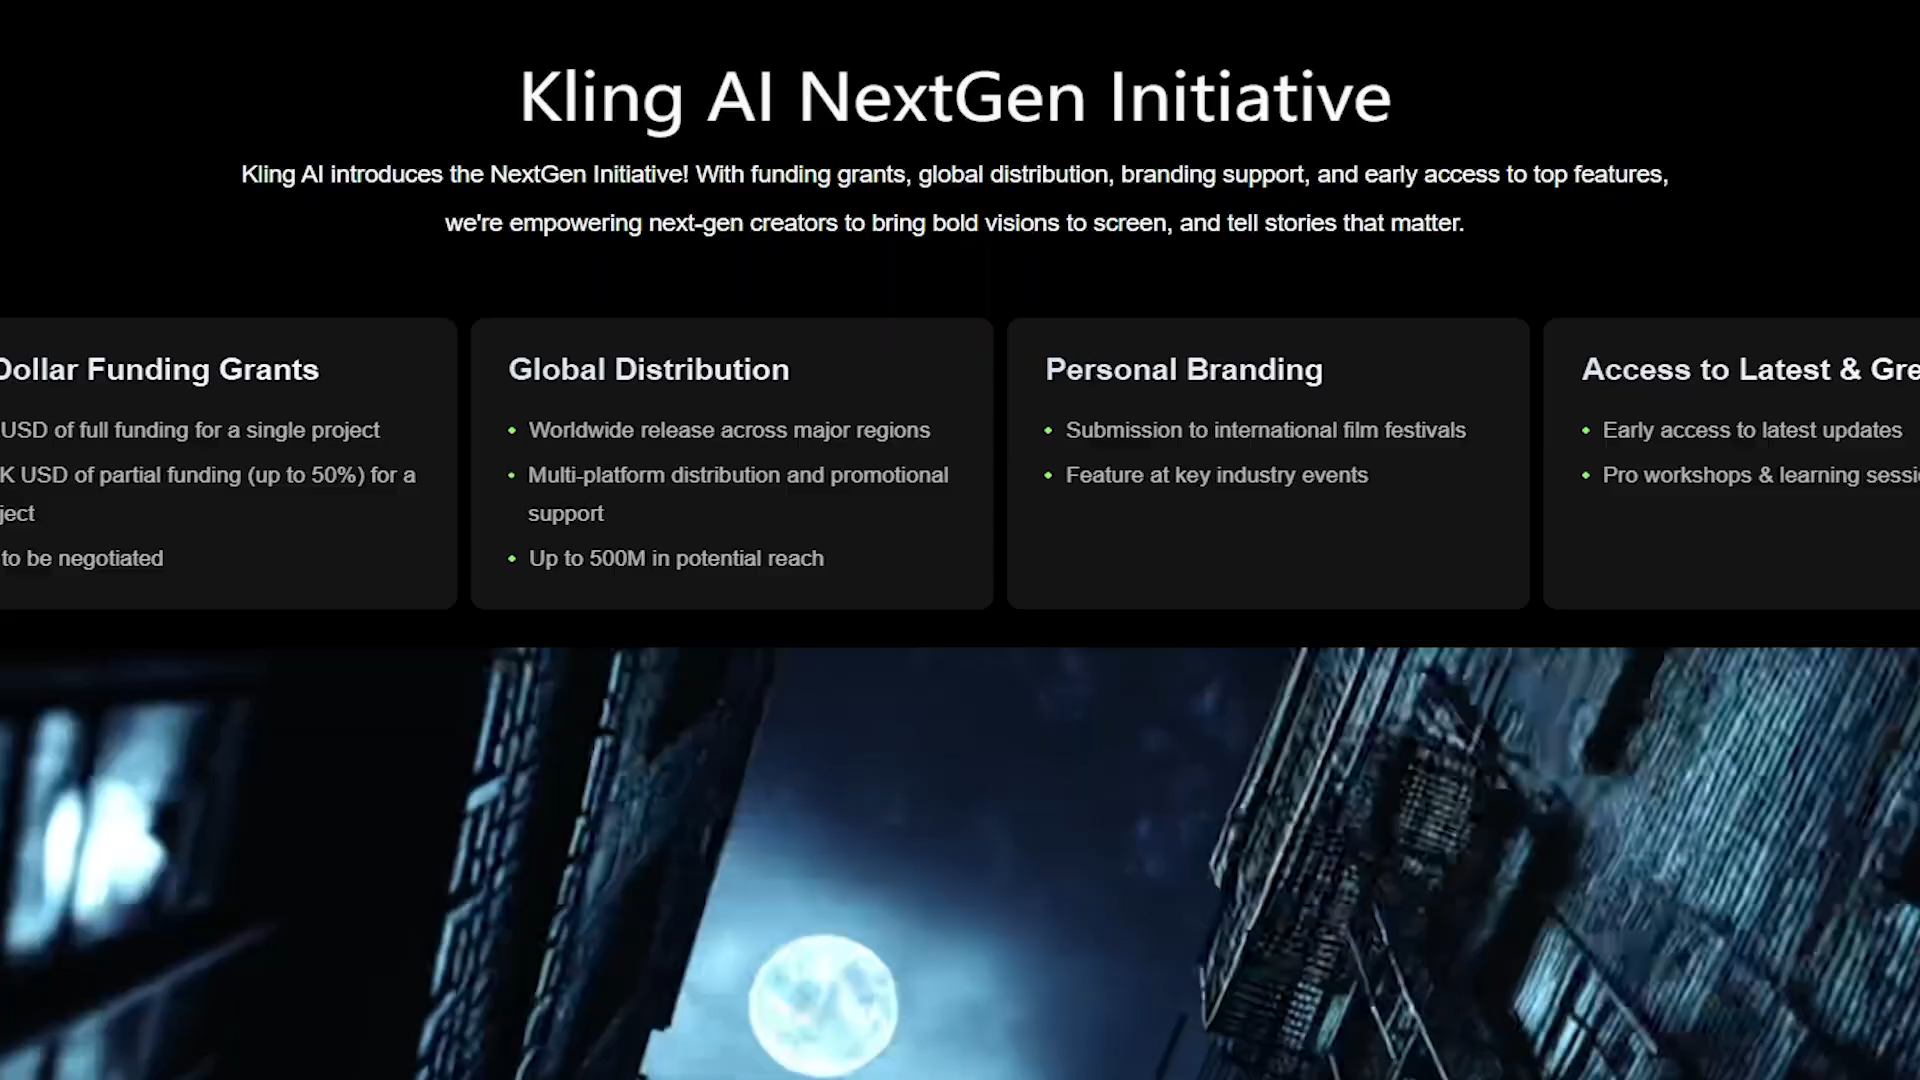 Kling AI NextGen Initiative
Kling AI introduces the NextGen Initiative! With funding grants, global distribution, branding support, and early access to top features,
we're empowering next-gen creators to bring bold visions to screen, and tell stories that matter.
Dollar Funding Grants
USD of full funding for a single project
K USD of partial funding (up to 50%) for a
ject
to be negotiated
Global Distribution
• Worldwide release across major regions
• Multi-platform distribution and promotional
support
• Up to 500M in potential reach
Personal Branding
• Submission to international film festivals
• Feature at key industry events
Access to Latest & Gre
• Early access to latest updates
• Pro workshops & learning sessi